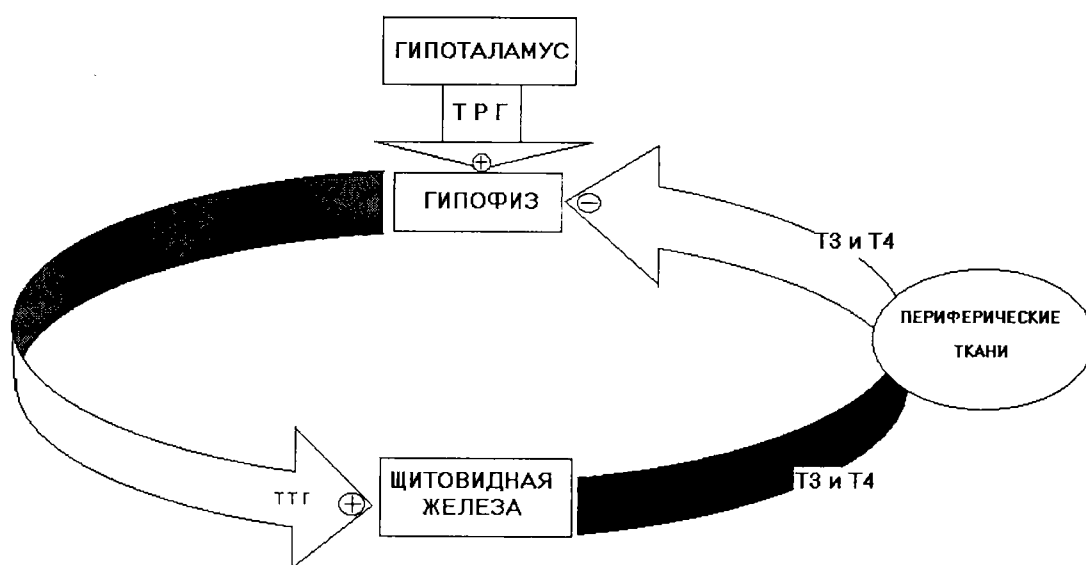 ГИПОТАЛАМУС
ТРГ
+
ГИПОФИЗ
−
Т3 и Т4
ПЕРИФЕРИЧЕСКИЕ
ТКАНИ
ЩИТОВИДНАЯ
ЖЕЛЕЗА
ТТГ
+
Т3 и Т4